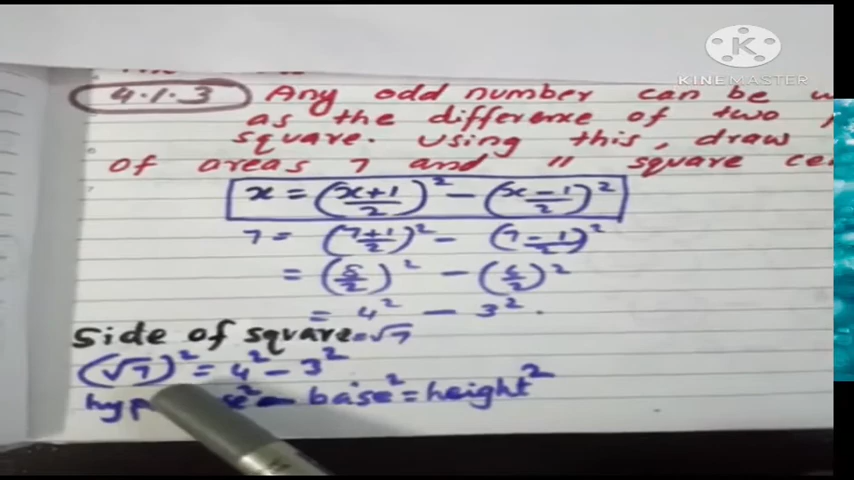 K
KINEMASTER
4.1.3 Any odd number can be
as the difference of two
square. Using this, draw
of areas 7 and 11 square
x = (x+1/2)² - (x-1/2)²
7 = (7+1/2)² - (7-1/2)²
= (8/2)² - (6/2)²
= 4² - 3².
Side of square = √7
(√7)² = 4² - 3²
- base² = height²